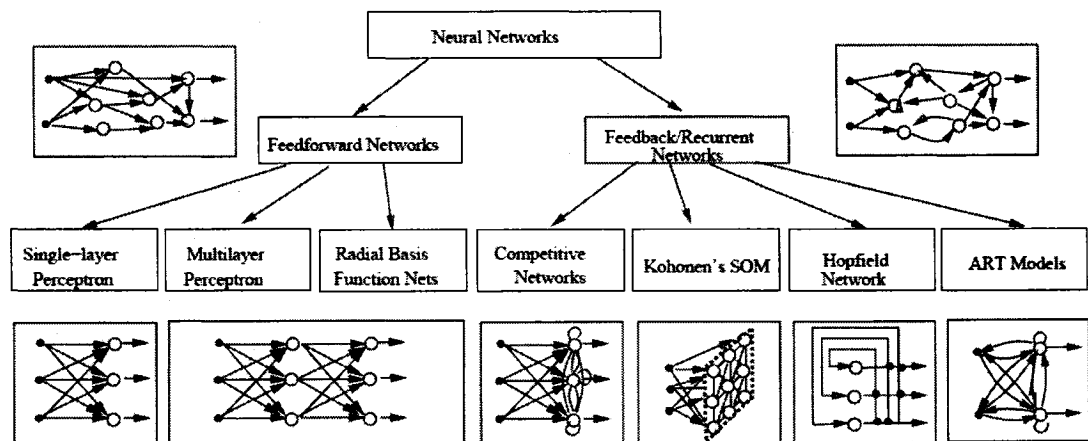 Neural Networks
Feedforward Networks
Feedback/Recurrent
Networks
Single-layer
Perceptron
Multilayer
Perceptron
Radial Basis
Function Nets
Competitive
Networks
Kohonen's SOM
Hopfield
Network
ART Models